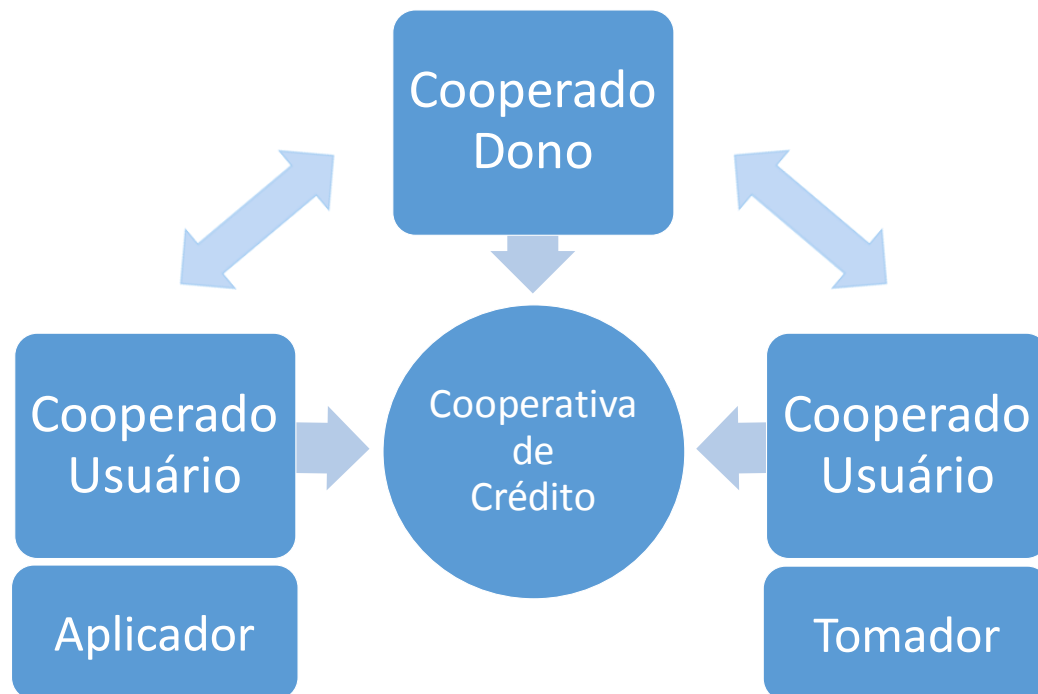 Cooperado
Dono
Cooperado
Usuário
Aplicador
Cooperativa
de
Crédito
Cooperado
Usuário
Tomador